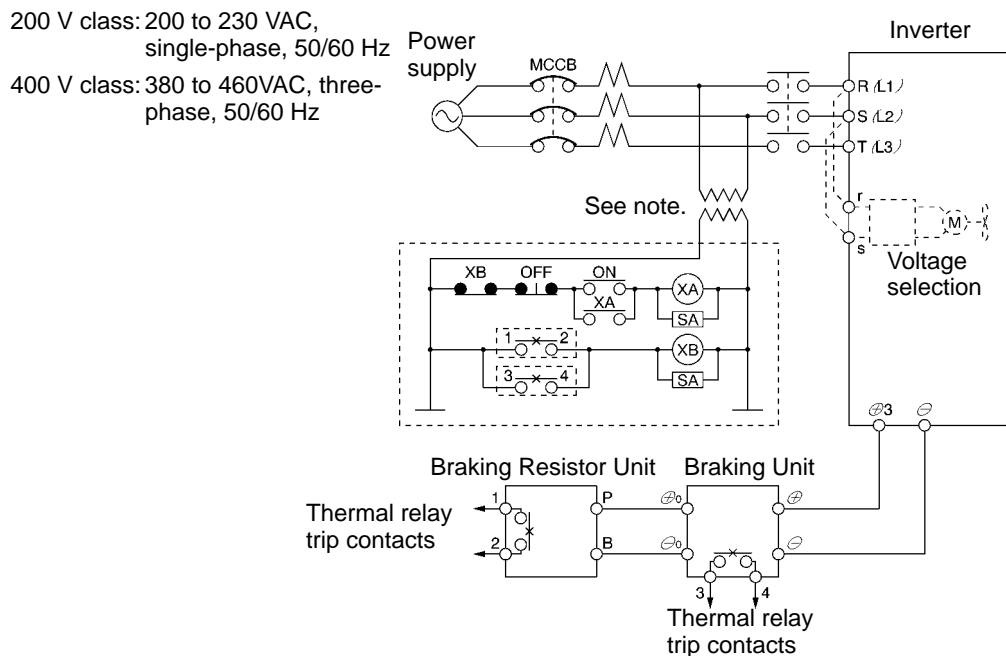 200 V class: 200 to 230 VAC,
single-phase, 50/60 Hz
400 V class: 380 to 460VAC, three-
phase, 50/60 Hz
Power
supply
MCCB
Inverter
R (L1)
S (L2)
T (L3)
See note.
r
s
M
Voltage
selection
XB OFF ON XA
XA SA
1 2 XB
3 4 SA
⊕3 ⊖
Braking Resistor Unit
Braking Unit
Thermal relay
trip contacts
1 P ⊕0 ⊕
2 B ⊖0 ⊖
3 4
Thermal relay
trip contacts